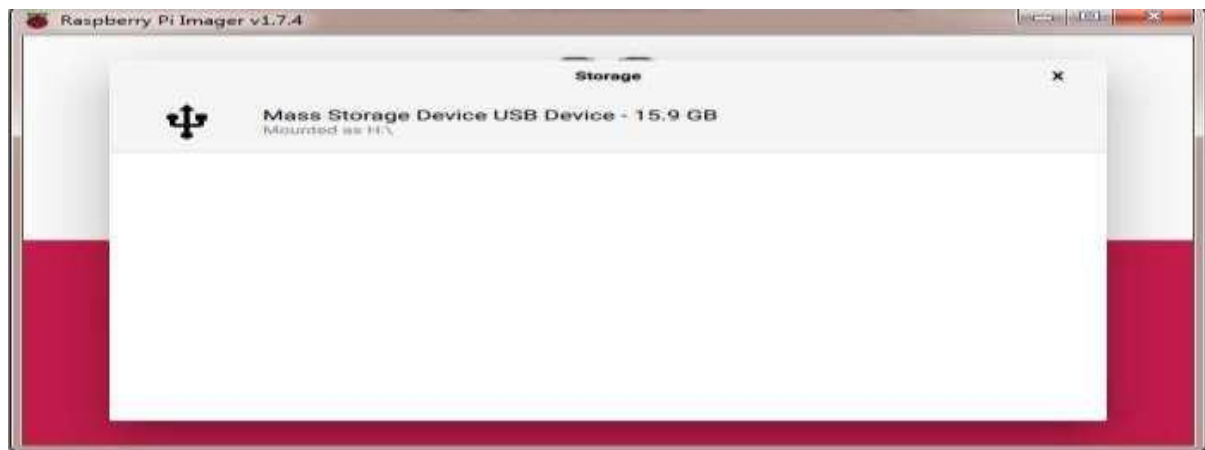 Raspberry Pi Imager v1.7.4
Storage
x
Mass Storage Device USB Device - 15.9 GB
Mounted as H:\